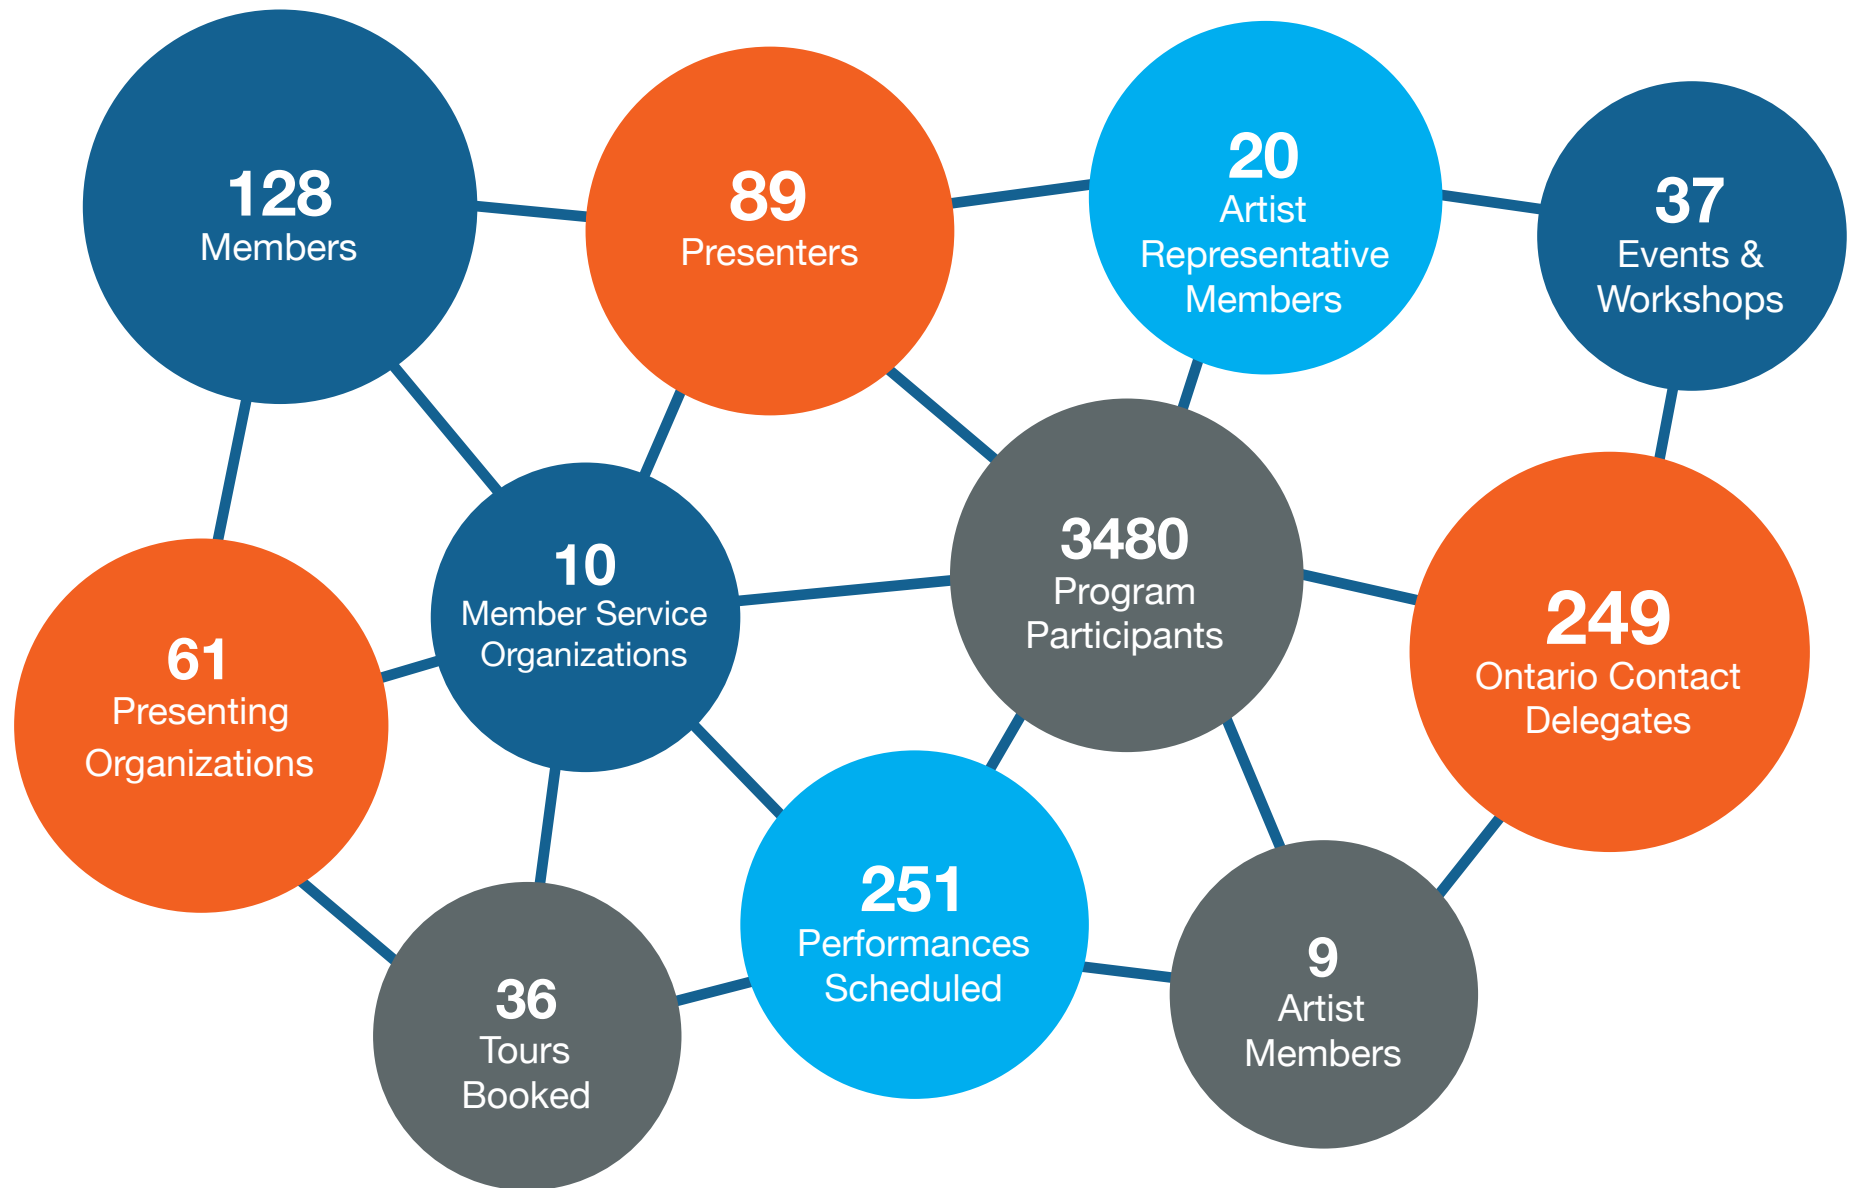 128
Members
89
Presenters
20
Artist
Representative
Members
37
Events &
Workshops
61
Presenting
Organizations
10
Member Service
Organizations
3480
Program
Participants
249
Ontario Contact
Delegates
36
Tours
Booked
251
Performances
Scheduled
9
Artist
Members